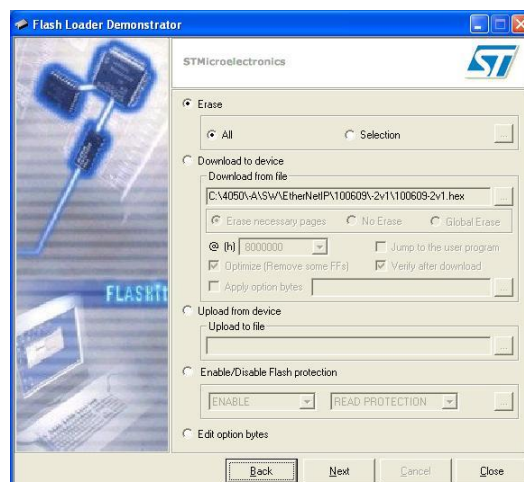 Flash Loader Demonstrator
STMicroelectronics
ST
Erase
All
Selection
...
Download to device
Download from file
C:\4050\-A\SW\EtherNetIP\100609\-2v1\100609-2v1.hex
...
Erase necessary pages
No Erase
Global Erase
@ (h)
8000000
Jump to the user program
Optimize (Remove some FFs)
Verify after download
Apply option bytes
...
Upload from device
Upload to file
...
Enable/Disable Flash protection
ENABLE
READ PROTECTION
...
Edit option bytes
Back
Next
Cancel
Close